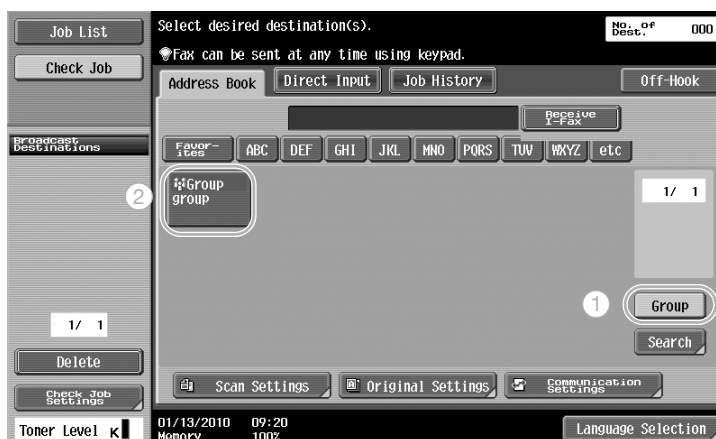 Job List
Check Job
Select desired destination(s).
Fax can be sent at any time using keypad.
No. of Dest. 000
Address Book
Direct Input
Job History
Off-Hook
Receive
I-Fax
Broadcast
Destinations
Favor-
ites
ABC
DEF
GHI
JKL
MNO
PQRS
TUV
WXYZ
etc
2
Group
group
1/ 1
1
Group
Search
1/ 1
Delete
Check Job
Settings
Scan Settings
Original Settings
Communication
Settings
Toner Level K
01/13/2010 09:20
Memory 100%
Language Selection